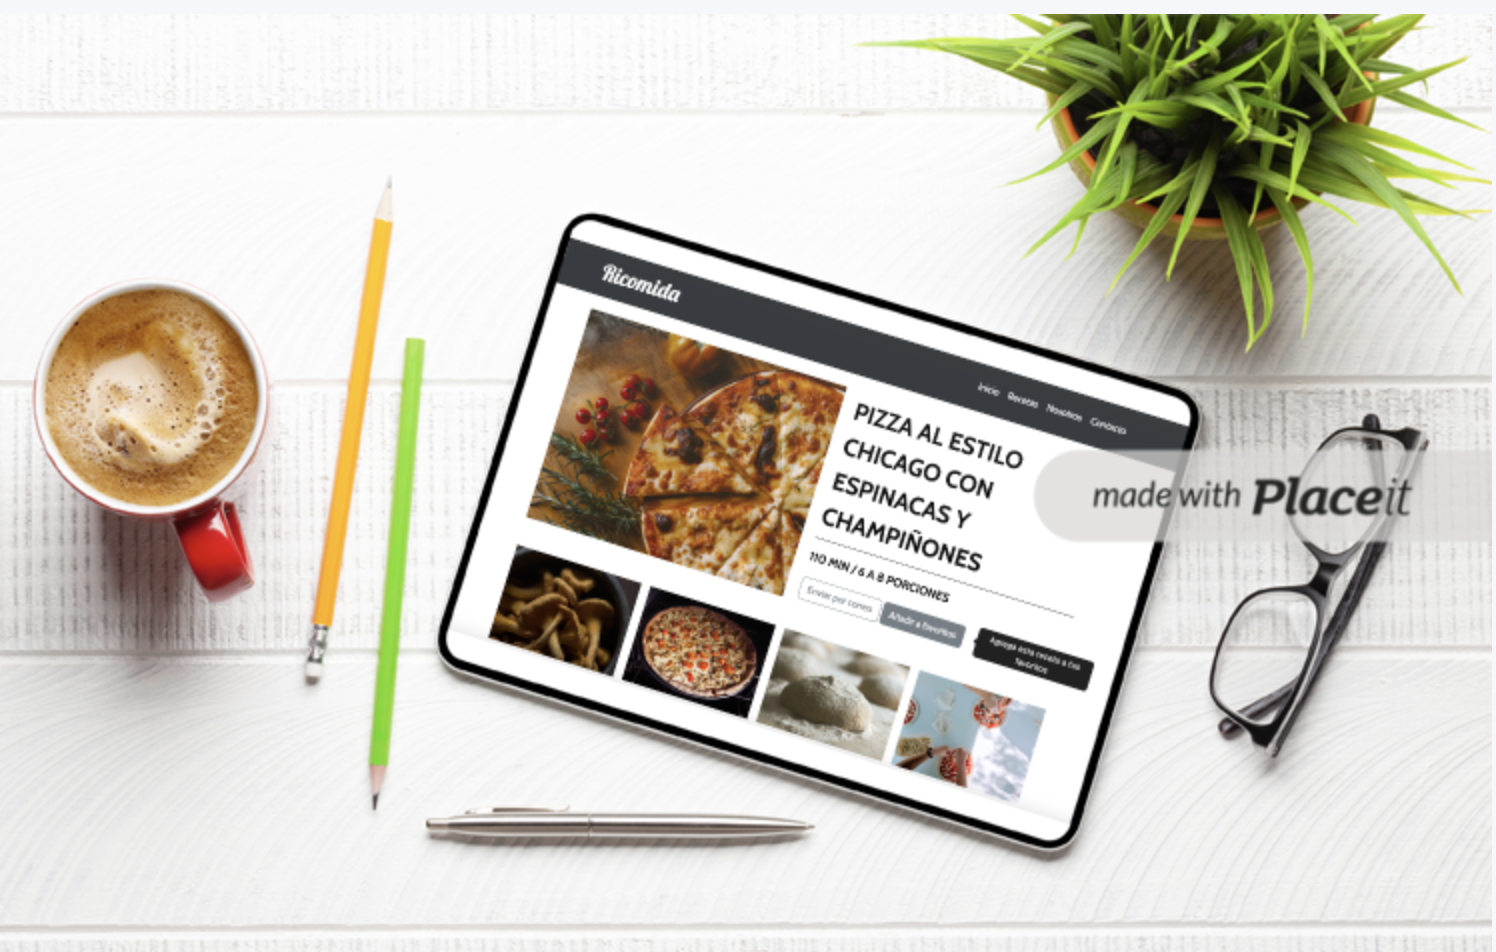 Ricomida
Inicio Recetas Nosotros Contacto
PIZZA AL ESTILO
CHICAGO CON
ESPINACAS Y
CHAMPIÑONES
110 MIN / 6 A 8 PORCIONES
Enviar por correo
Añadir a favoritos
Agrega esta receta a tus
favoritos
made with Placeit